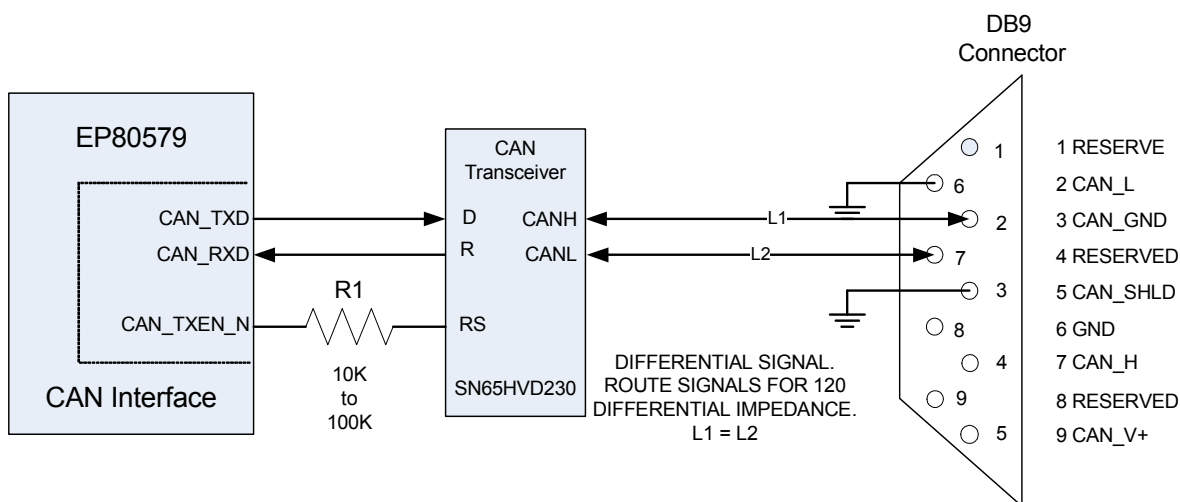 DB9
Connector
EP80579
CAN_TXD
CAN_RXD
CAN_TXEN_N
CAN Interface
R1
10K
to
100K
CAN
Transceiver
D
CANH
R
CANL
RS
SN65HVD230
L1
L2
DIFFERENTIAL SIGNAL.
ROUTE SIGNALS FOR 120
DIFFERENTIAL IMPEDANCE.
L1 = L2
1
6
2
7
3
8
4
9
5
1 RESERVE
2 CAN_L
3 CAN_GND
4 RESERVED
5 CAN_SHLD
6 GND
7 CAN_H
8 RESERVED
9 CAN_V+